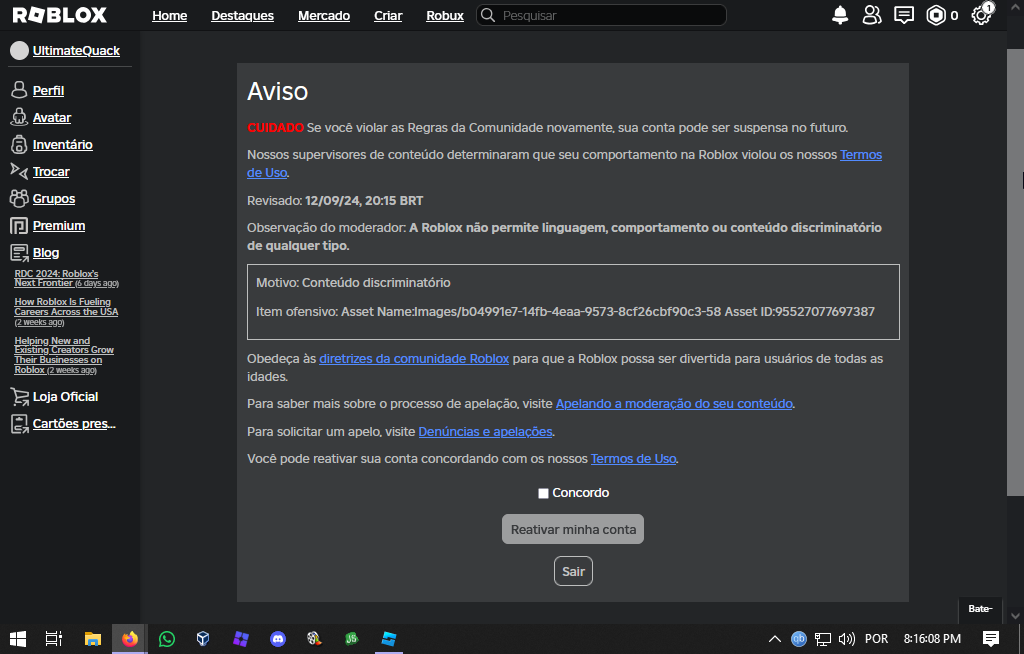 ROBLOX Home Destaques Mercado Criar Robux Pesquisar 0 1
UltimateQuack
Perfil
Avatar
Inventário
Trocar
Grupos
Premium
Blog
RDC 2024: Roblox's
Next Frontier (6 days ago)
How Roblox Is Fueling
Careers Across the USA
(2 weeks ago)
Helping New and
Existing Creators Grow
Their Businesses on
Roblox (2 weeks ago)
Loja Oficial
Cartões pres...
Aviso
CUIDADO Se você violar as Regras da Comunidade novamente, sua conta pode ser suspensa no futuro.
Nossos supervisores de conteúdo determinaram que seu comportamento na Roblox violou os nossos Termos
de Uso.
Revisado: 12/09/24, 20:15 BRT
Observação do moderador: A Roblox não permite linguagem, comportamento ou conteúdo discriminatório
de qualquer tipo.
Motivo: Conteúdo discriminatório
Item ofensivo: Asset Name:Images/b04991e7-14fb-4eaa-9573-8cf26cbf90c3-58 Asset ID:95527077697387
Obedeça às diretrizes da comunidade Roblox para que a Roblox possa ser divertida para usuários de todas as
idades.
Para saber mais sobre o processo de apelação, visite Apelando a moderação do seu conteúdo.
Para solicitar um apelo, visite Denúncias e apelações.
Você pode reativar sua conta concordando com os nossos Termos de Uso.
Concordo
Reativar minha conta
Sair
Bate-
qb POR 8:16:08 PM